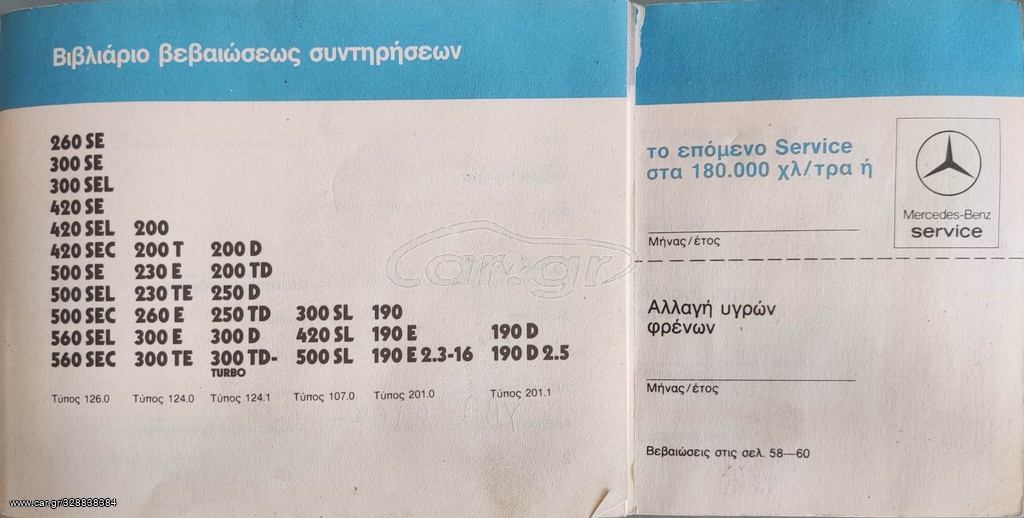 Βιβλιάριο βεβαιώσεως συντηρήσεων
260 SE
300 SE
300 SEL
420 SE
420 SEL 200
420 SEC 200 T 200 D
500 SE 230 E 200 TD
500 SEL 230 TE 250 D
500 SEC 260 E 250 TD 300 SL 190
560 SEL 300 E 300 D 420 SL 190 E 190 D
560 SEC 300 TE 300 TD- 500 SL 190 E 2.3-16 190 D 2.5
TURBO
Τύπος 126.0 Τύπος 124.0 Τύπος 124.1 Τύπος 107.0 Τύπος 201.0 Τύπος 201.1
το επόμενο Service
στα 180.000 χλ/τρα ή
Μήνας/έτος
Mercedes-Benz
service
Αλλαγή υγρών
φρένων
Μήνας/έτος
Βεβαιώσεις στις σελ. 58—60
car.gr
www.car.gr/328838384